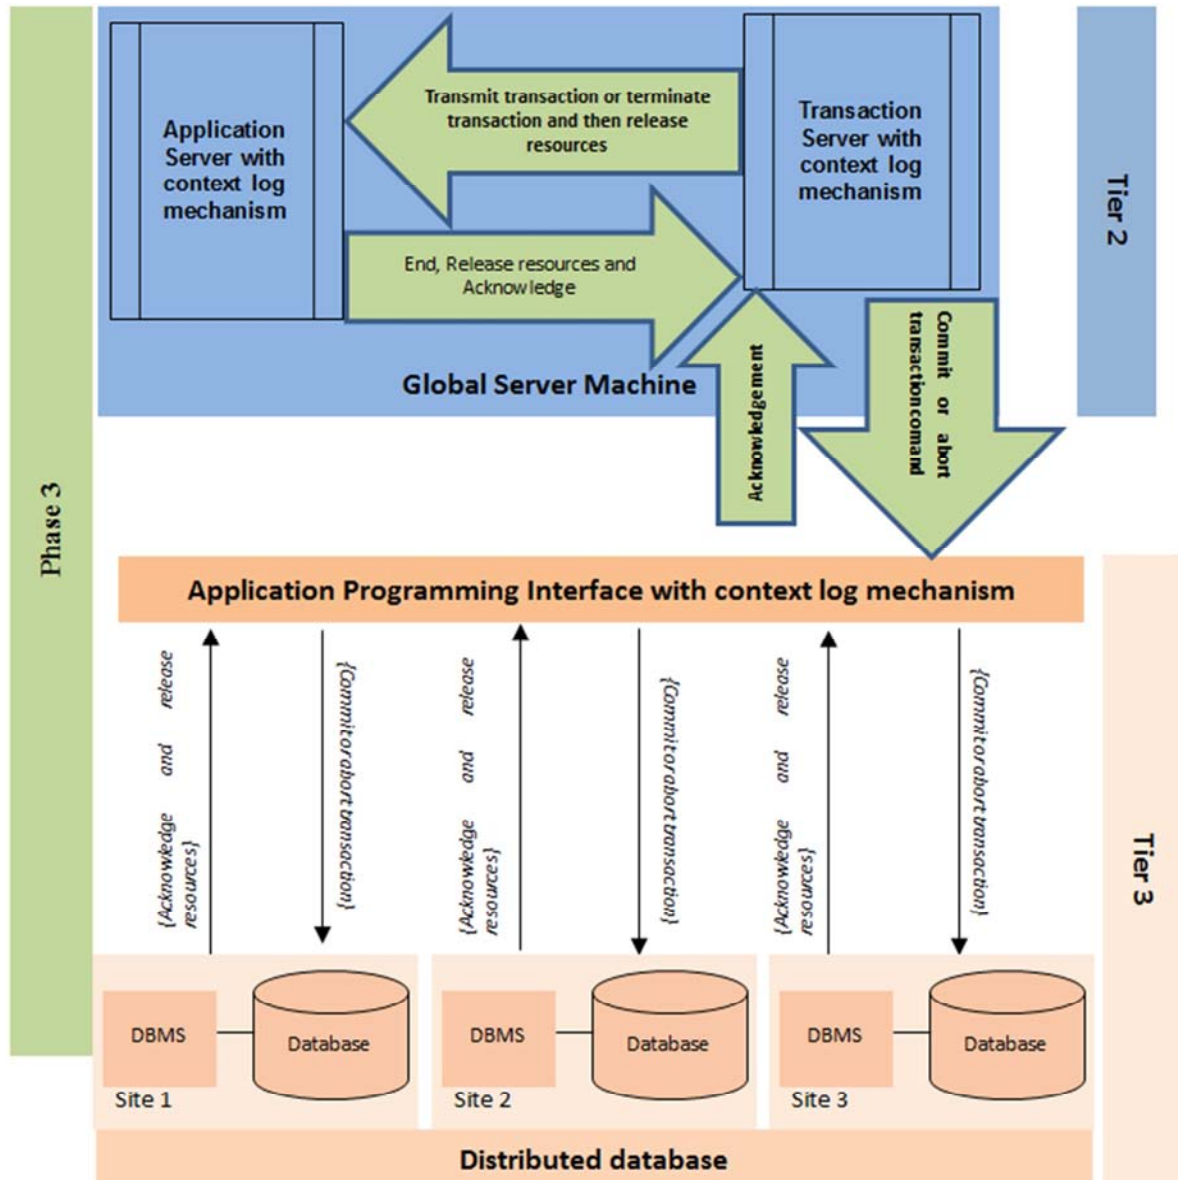 Phase 3
Application
Server with
context log
mechanism
Transmit transaction or terminate
transaction and then release
resources
Transaction
Server with
context log
mechanism
Tier 2
End, Release resources and
Acknowledge
Global Server Machine
Acknowledgement
Commit or abort
transaction comand
Application Programming Interface with context log mechanism
{Acknowledge and release
resources}
{Commit or abort transaction}
{Acknowledge and release
resources}
{Commit or abort transaction}
{Acknowledge and release
resources}
{Commit or abort transaction}
Tier 3
DBMS
Database
Site 1
DBMS
Database
Site 2
DBMS
Database
Site 3
Distributed database